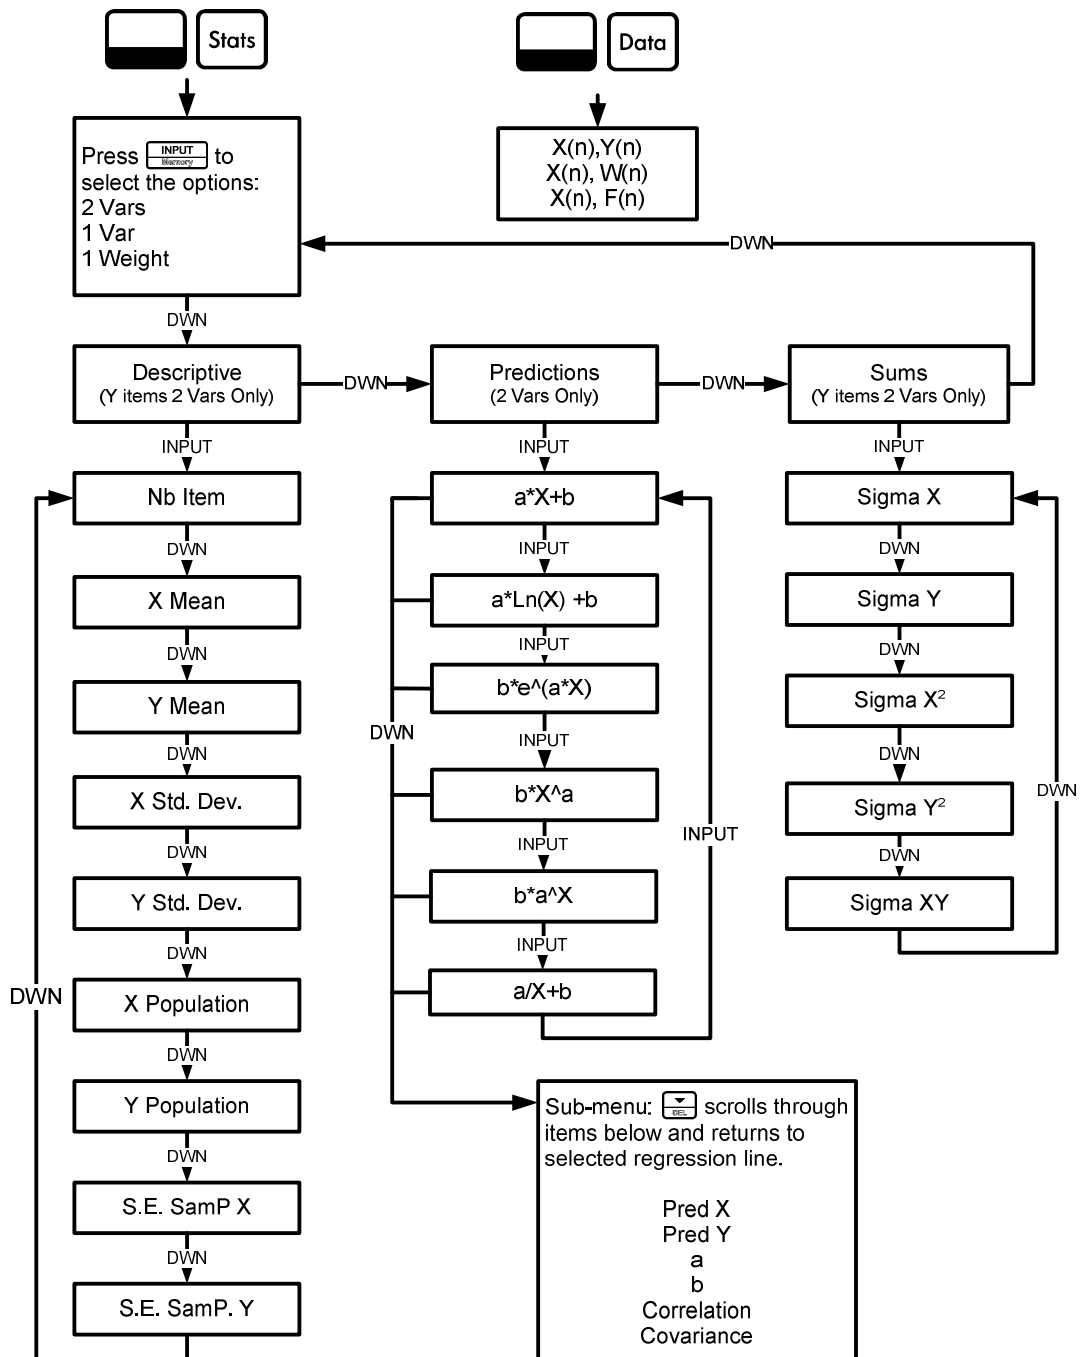 Stats
Data
Press INPUT Memory to
select the options:
2 Vars
1 Var
1 Weight
X(n),Y(n)
X(n), W(n)
X(n), F(n)
DWN
DWN
Descriptive
(Y items 2 Vars Only)
DWN
Predictions
(2 Vars Only)
DWN
Sums
(Y items 2 Vars Only)
INPUT
Nb Item
DWN
X Mean
DWN
Y Mean
DWN
X Std. Dev.
DWN
Y Std. Dev.
DWN
X Population
DWN
Y Population
DWN
S.E. SamP X
DWN
S.E. SamP. Y
DWN
INPUT
a*X+b
INPUT
a*Ln(X) +b
INPUT
b*e^(a*X)
INPUT
b*X^a
INPUT
b*a^X
INPUT
a/X+b
DWN
INPUT
Sub-menu: DEL scrolls through
items below and returns to
selected regression line.
Pred X
Pred Y
a
b
Correlation
Covariance
INPUT
Sigma X
DWN
Sigma Y
DWN
Sigma X²
DWN
Sigma Y²
DWN
Sigma XY
DWN